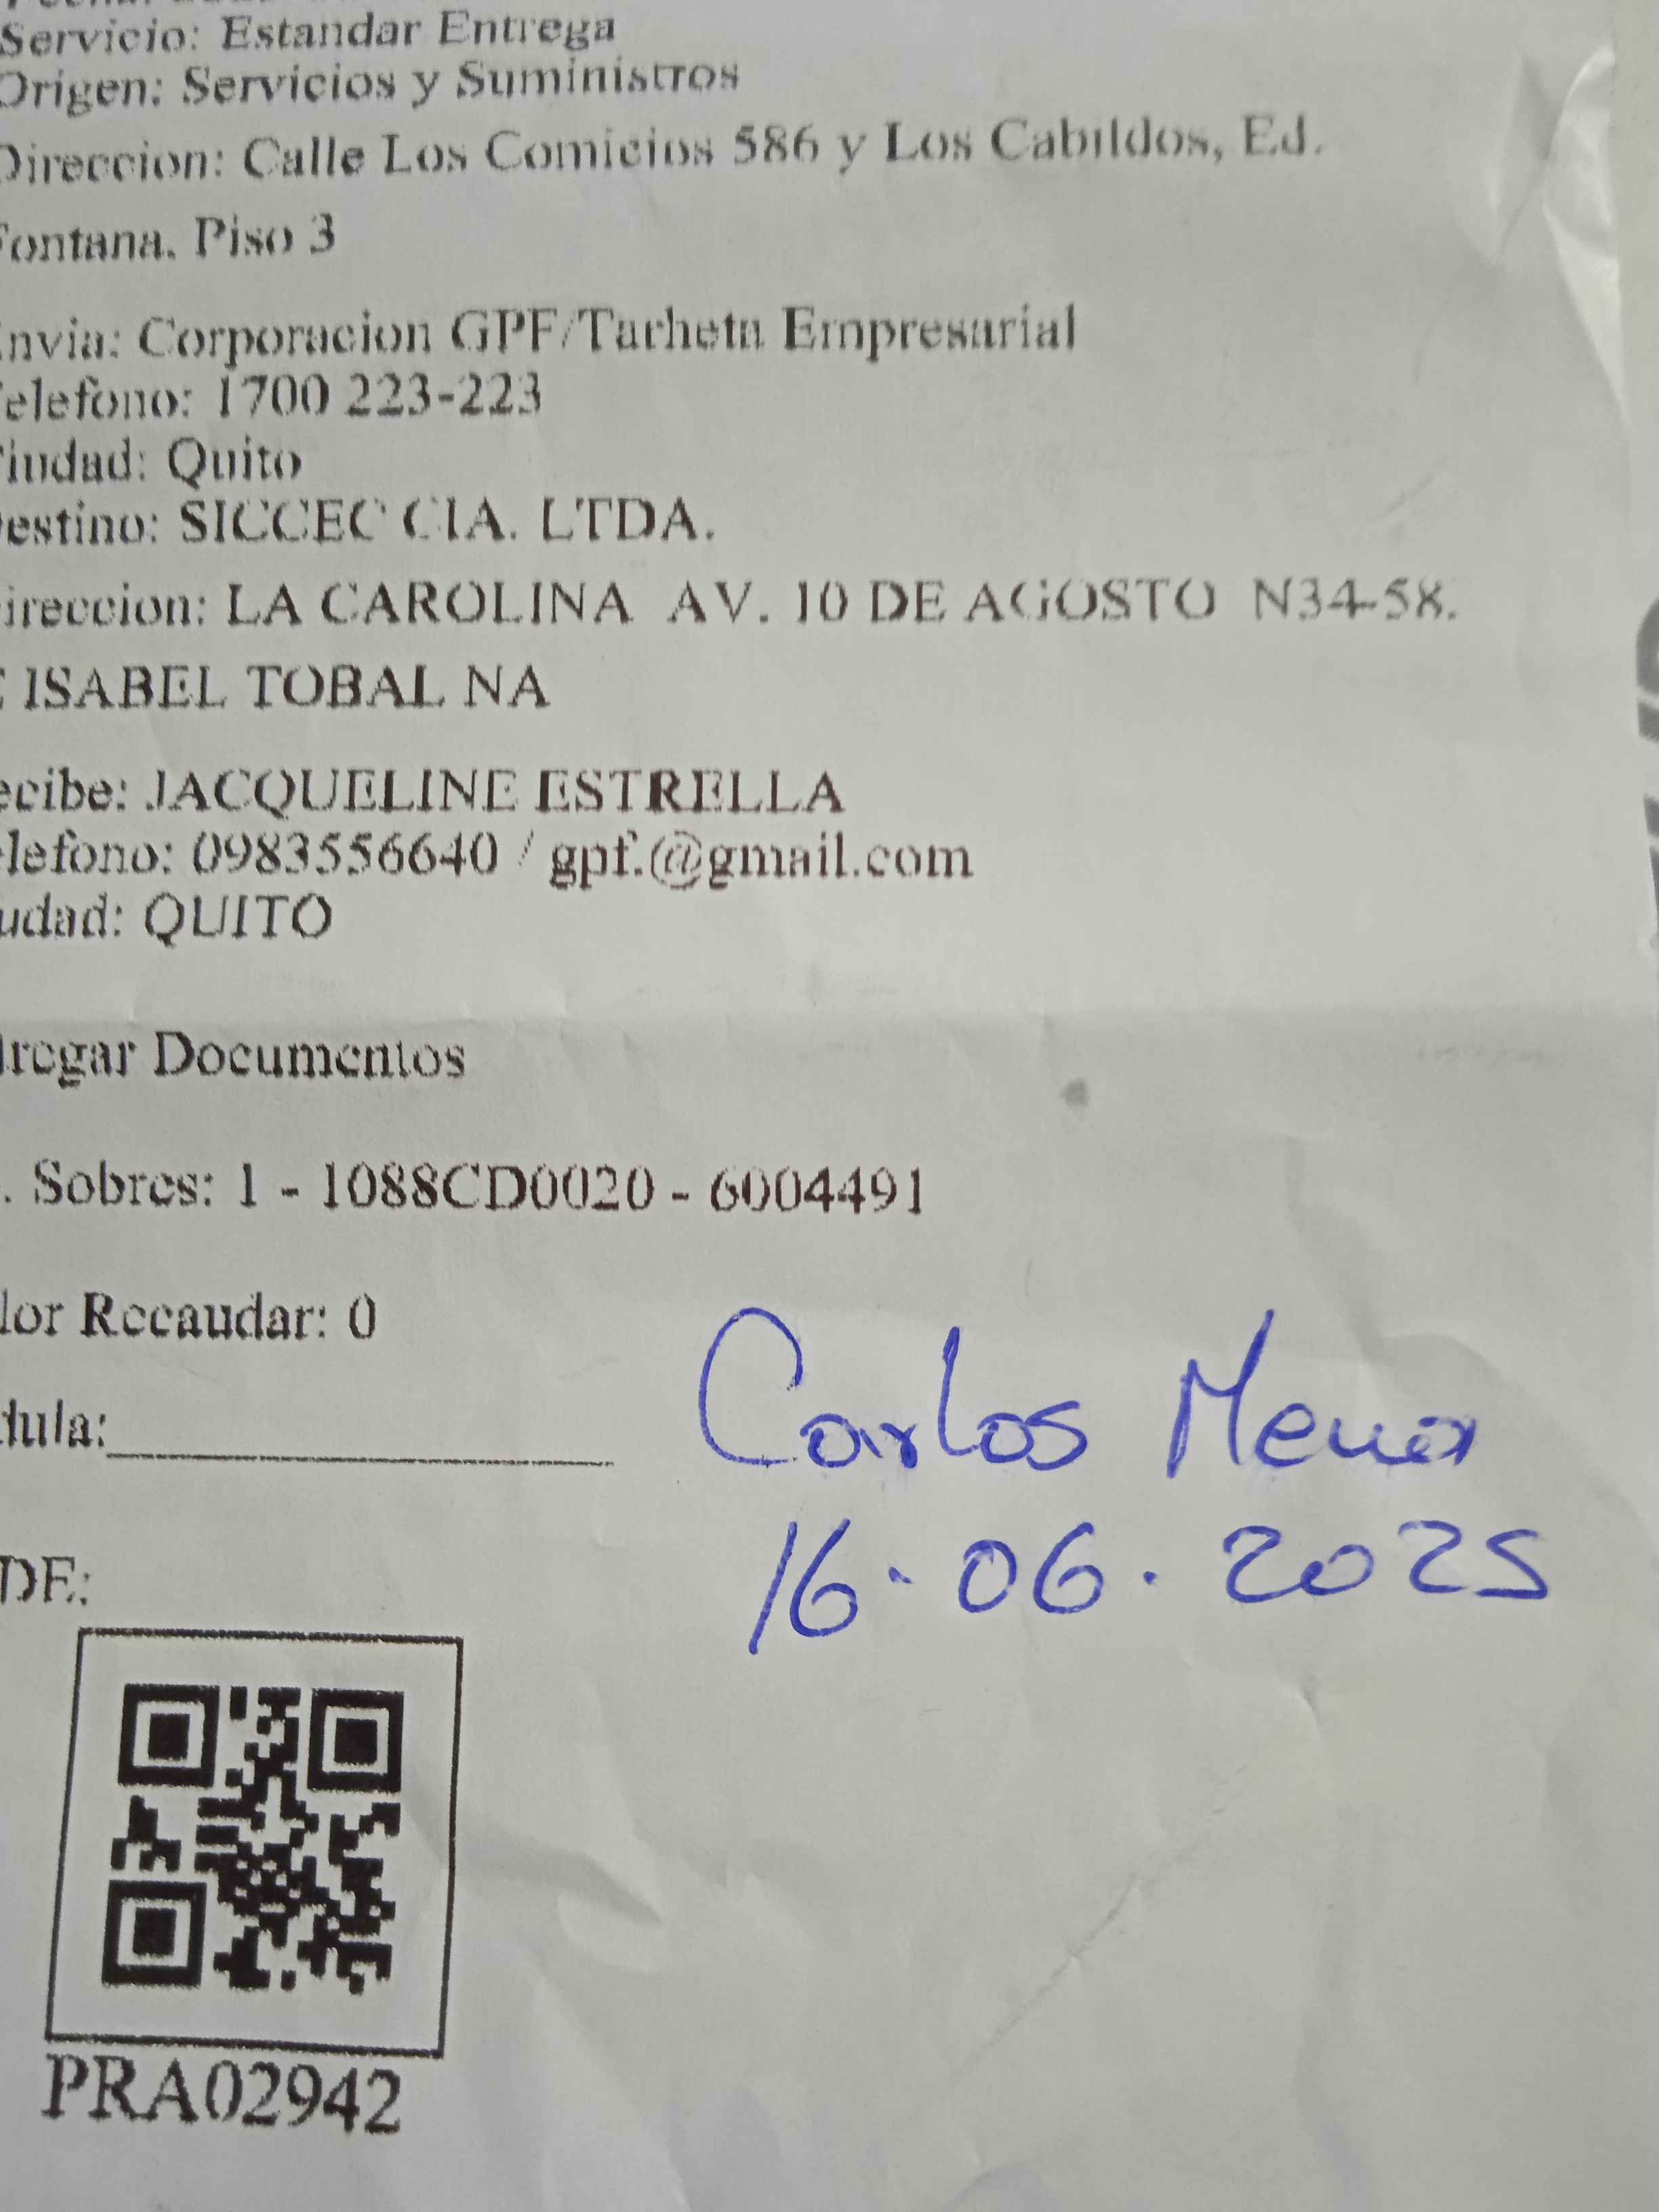 Servicio: Estandar Entrega
Origen: Servicios y Suministros
Direccion: Calle Los Comicios 586 y Los Cabildos, Ed.
Fontana. Piso 3
nvia: Corporacion GPF/Tarheta Empresarial
elefono: 1700 223-223
iudad: Quito
estino: SICCEC CIA. LTDA.
ireccion: LA CAROLINA AV. 10 DE AGOSTO N34-58.
E ISABEL TOBAL NA
ecibe: JACQUELINE ESTRELLA
elefono: 0983556640 / gpf.@gmail.com
udad: QUITO
tregar Documentos
. Sobres: 1 - 1088CD0020 - 6004491
lor Recaudar: 0
dula:
Carlos Mena
16.06.2025
DE:
PRA02942